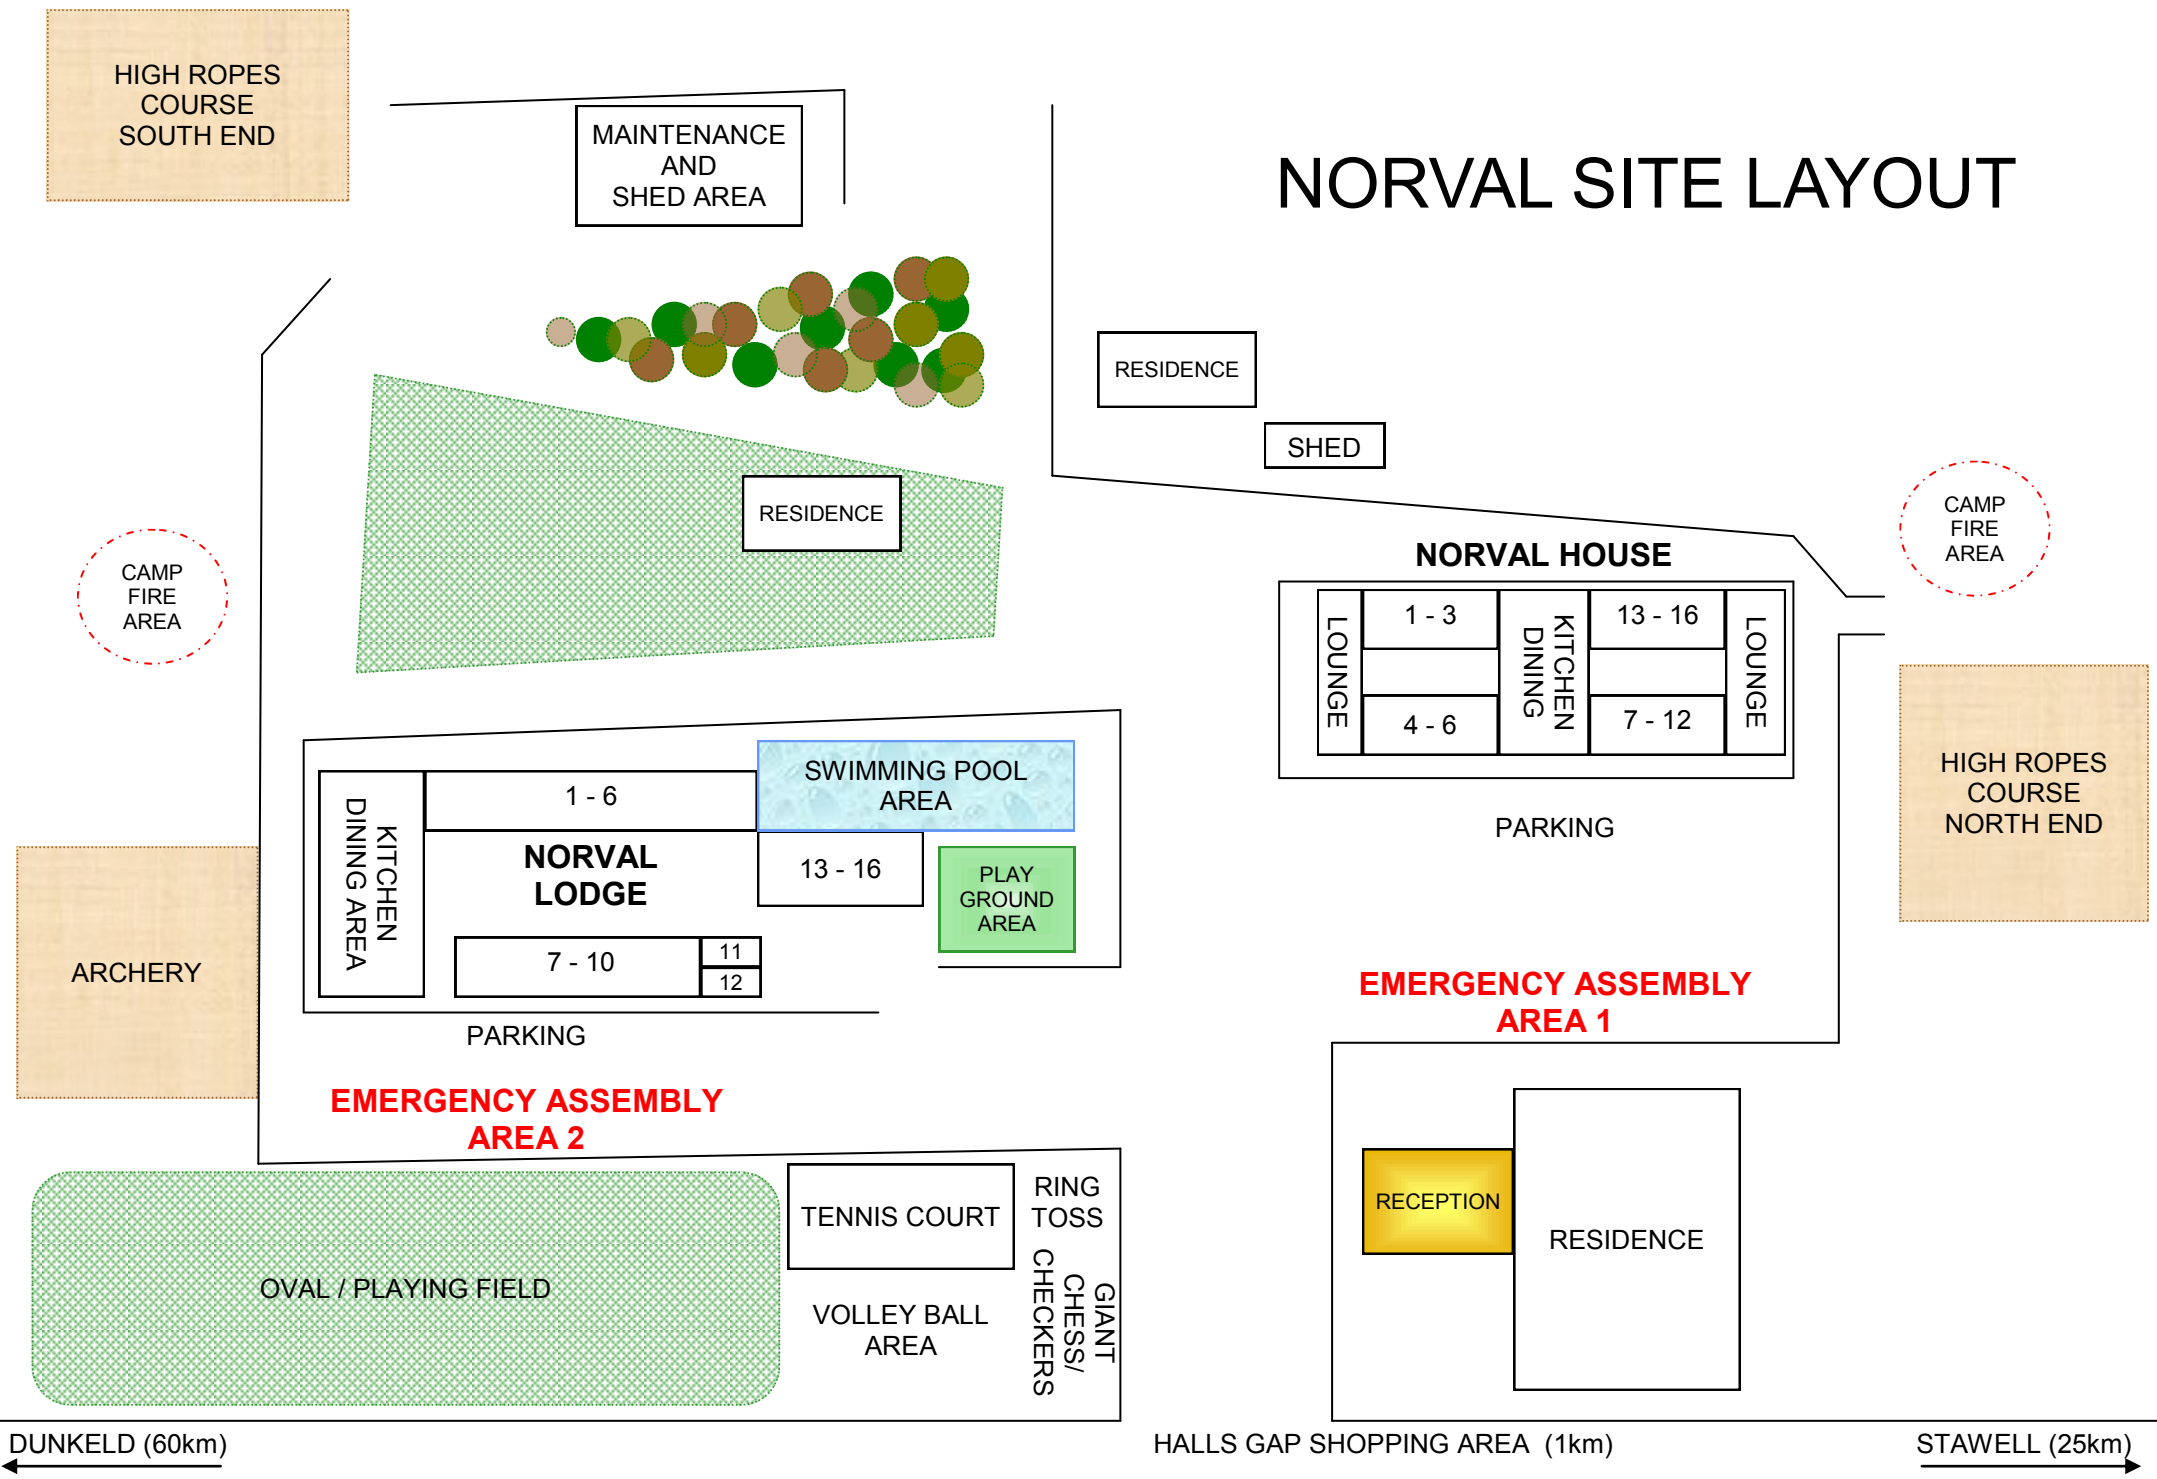 HIGH ROPES
COURSE
SOUTH END
MAINTENANCE
AND
SHED AREA
NORVAL SITE LAYOUT
RESIDENCE
SHED
RESIDENCE
CAMP
FIRE
AREA
CAMP
FIRE
AREA
NORVAL HOUSE
LOUNGE
1 - 3
4 - 6
KITCHEN
DINING
13 - 16
7 - 12
LOUNGE
PARKING
HIGH ROPES
COURSE
NORTH END
SWIMMING POOL
AREA
1 - 6
KITCHEN
DINING AREA
NORVAL
LODGE
13 - 16
PLAY
GROUND
AREA
7 - 10
11
12
PARKING
ARCHERY
EMERGENCY ASSEMBLY
AREA 1
EMERGENCY ASSEMBLY
AREA 2
OVAL / PLAYING FIELD
TENNIS COURT
VOLLEY BALL
AREA
RING
TOSS
GIANT
CHESS/
CHECKERS
RECEPTION
RESIDENCE
DUNKELD (60km)
HALLS GAP SHOPPING AREA (1km)
STAWELL (25km)